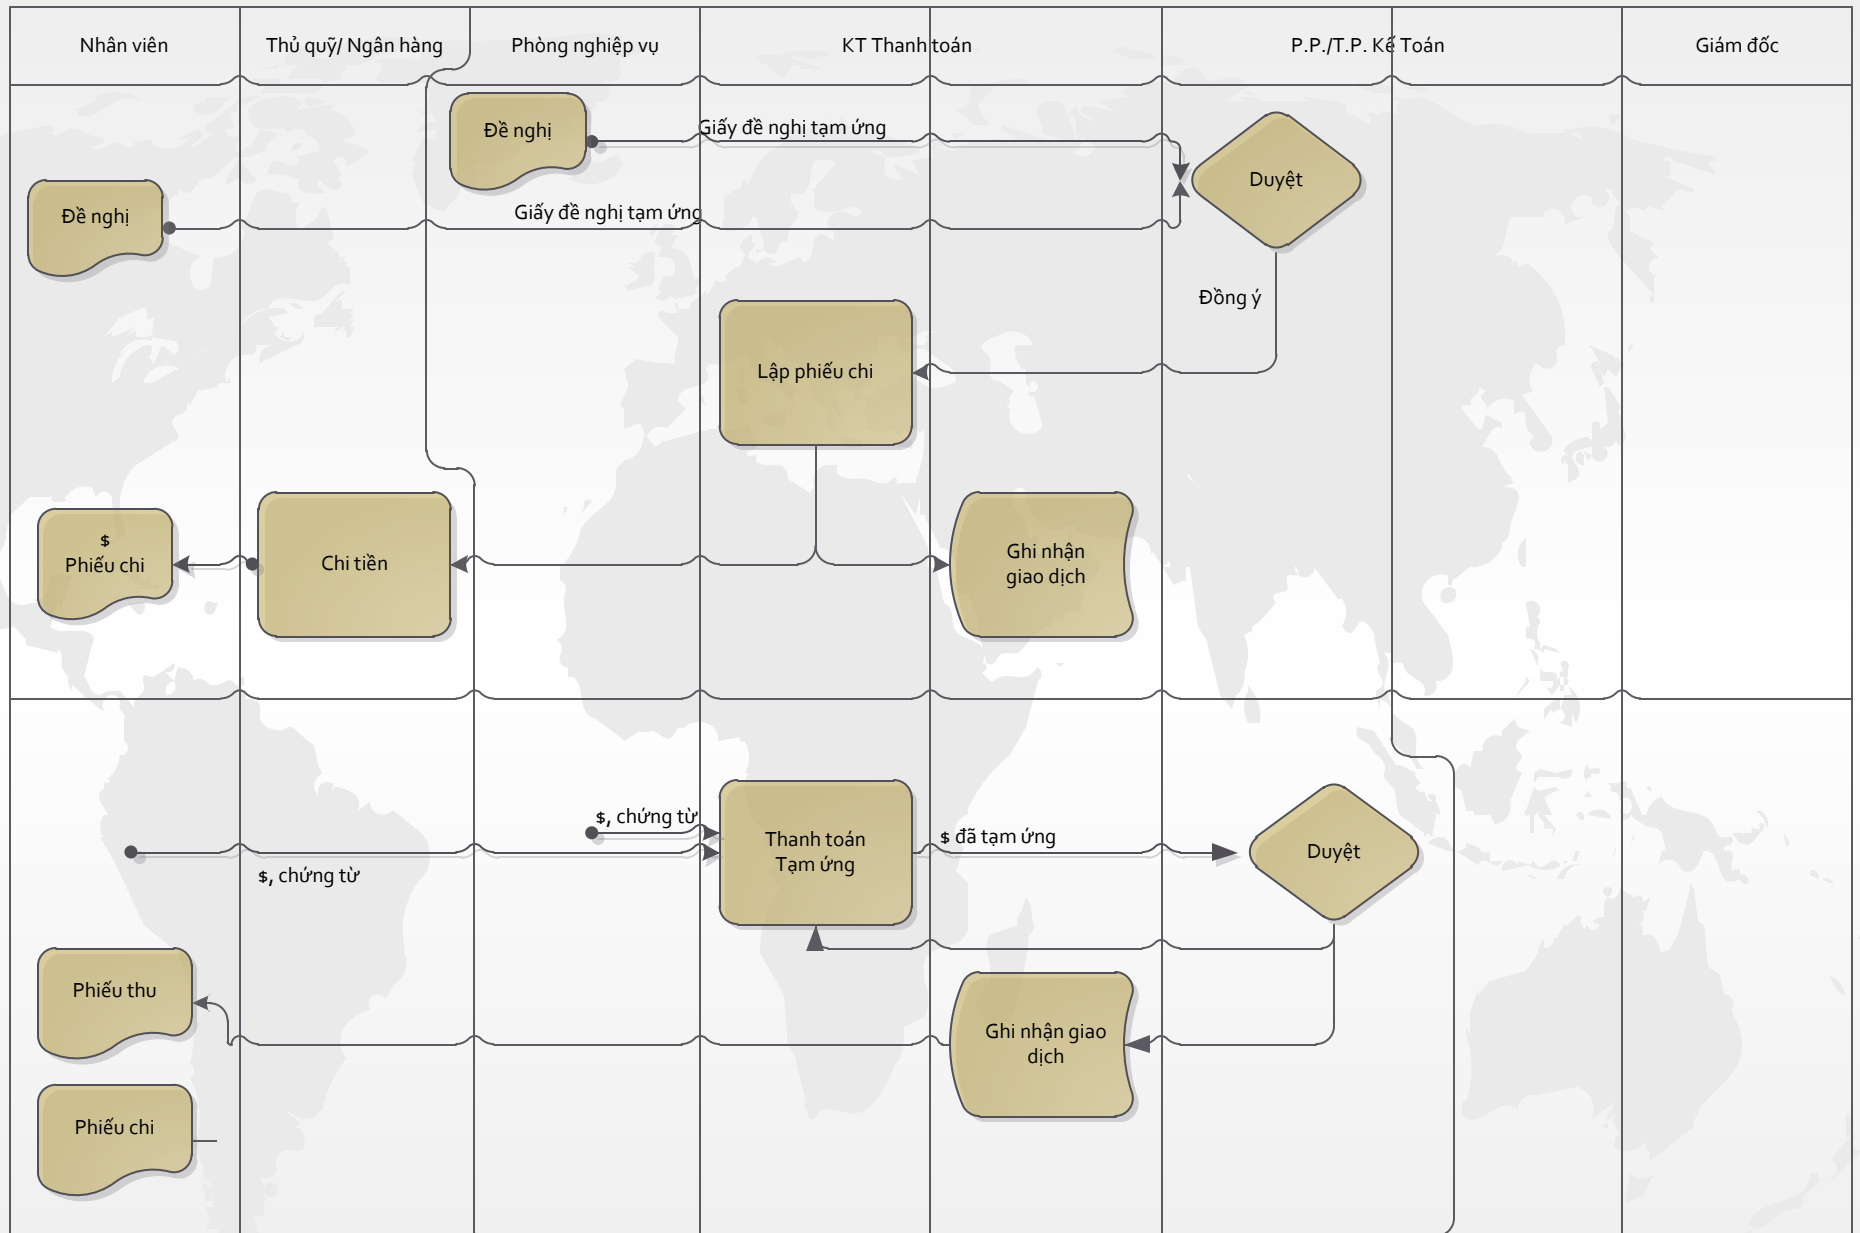 Nhân viên
Thủ quỹ/ Ngân hàng
Phòng nghiệp vụ
KT Thanh toán
P.P./T.P. Kế Toán
Giám đốc
Đề nghị
Giấy đề nghị tạm ứng
Duyệt
Đề nghị
Giấy đề nghị tạm ứng
Đồng ý
Lập phiếu chi
$
Phiếu chi
Chi tiền
Ghi nhận
giao dịch
$, chứng từ
$, chứng từ
Thanh toán
Tạm ứng
$ đã tạm ứng
Duyệt
Phiếu thu
Ghi nhận giao
dịch
Phiếu chi